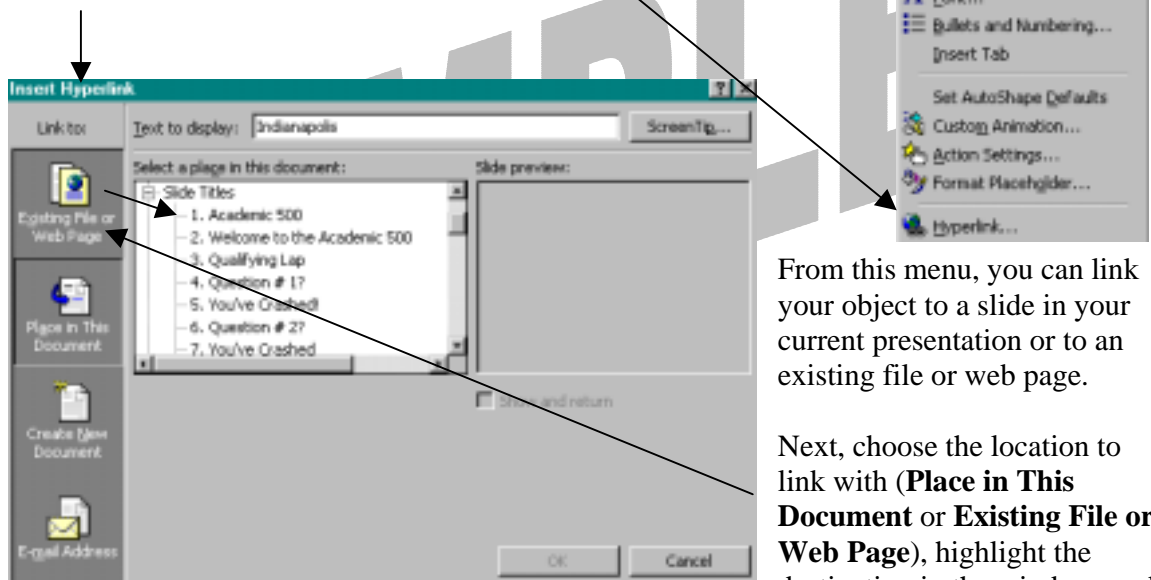 Bullets and Numbering...
Insert Tab
Set AutoShape Defaults
Custom Animation...
Action Settings...
Format Placeholder...
Hyperlink...
Insert Hyperlink
Link to:
Text to display: Indianapolis
ScreenTip...
Existing File or
Web Page
Place in This
Document
Create New
Document
E-mail Address
Select a place in this document:
Slide preview:
Slide Titles
1. Academic 500
2. Welcome to the Academic 500
3. Qualifying Lap
4. Question # 1?
5. You've Crashed!
6. Question # 2?
7. You've Crashed
Show and return
OK
Cancel
From this menu, you can link
your object to a slide in your
current presentation or to an
existing file or web page.
Next, choose the location to
link with (Place in This
Document or Existing File or
Web Page), highlight the